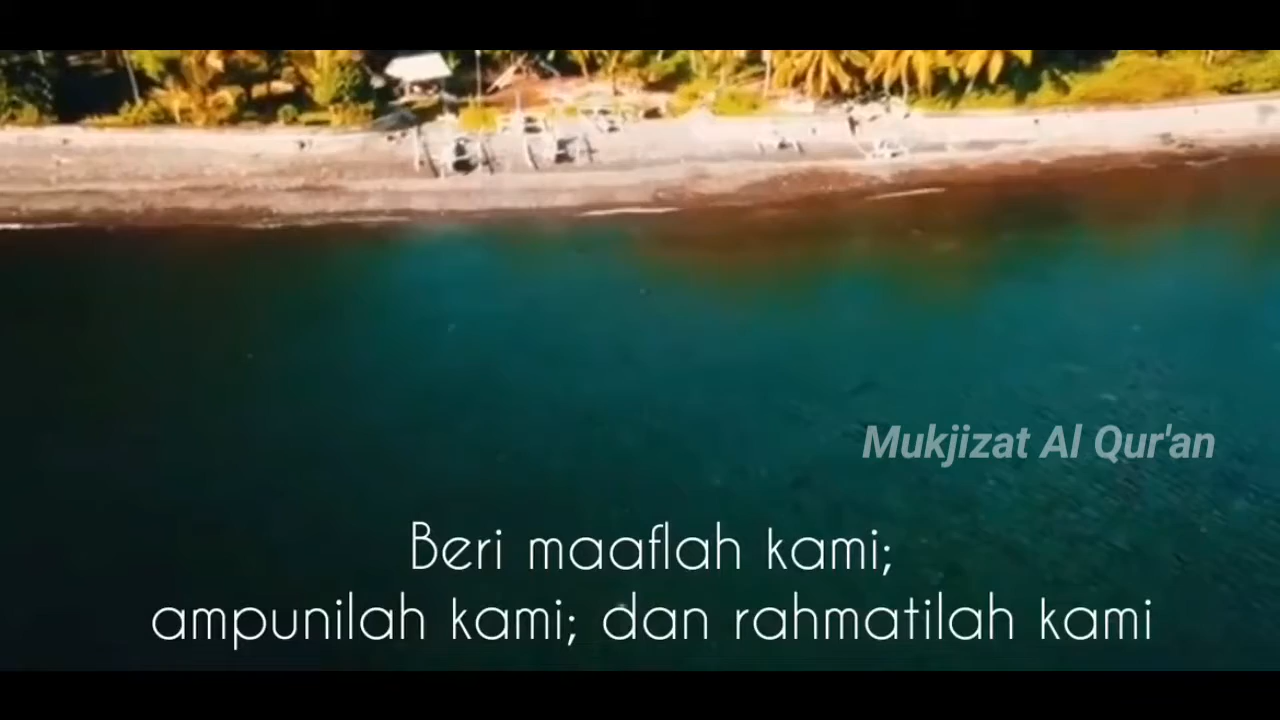 Mukjizat Al Qur'an
Beri maaflah kami;
ampunilah kami; dan rahmatilah kami